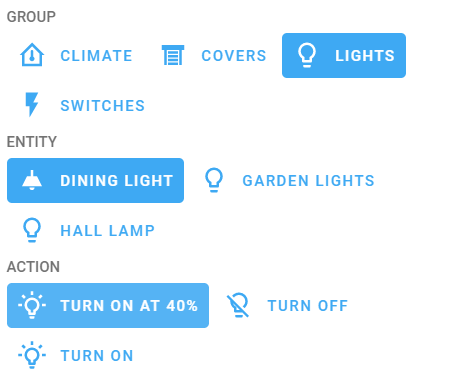 GROUP
CLIMATE COVERS LIGHTS
SWITCHES
ENTITY
DINING LIGHT GARDEN LIGHTS
HALL LAMP
ACTION
TURN ON AT 40% TURN OFF
TURN ON